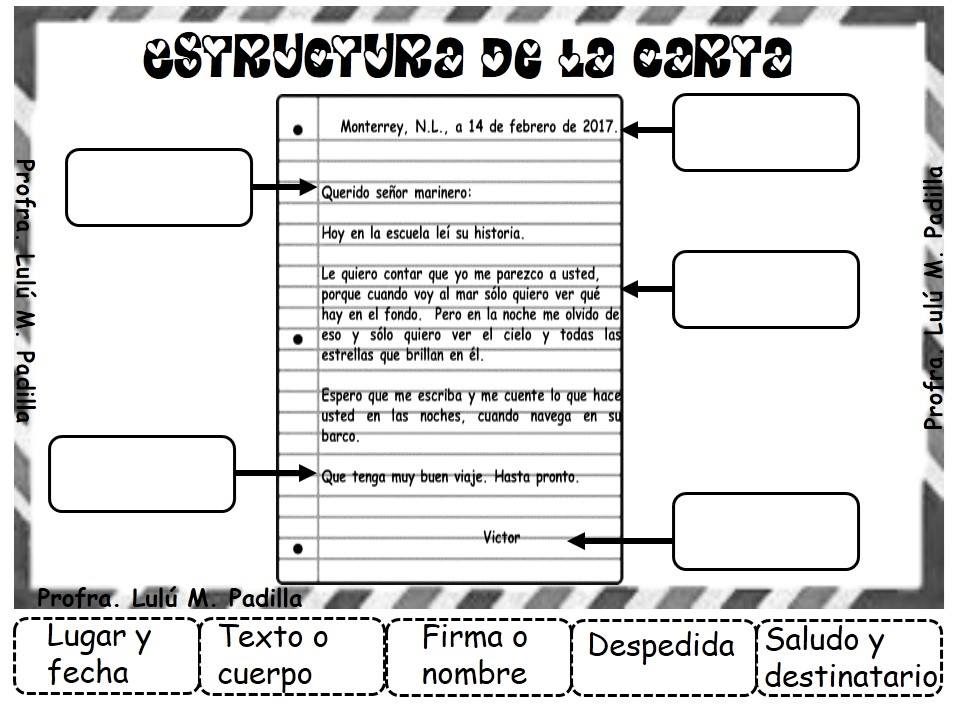 ESTRUCTURA DE LA CARTA
Monterrey, N.L., a 14 de febrero de 2017.
Querido señor marinero:
Hoy en la escuela leí su historia.
Le quiero contar que yo me parezco a usted,
porque cuando voy al mar sólo quiero ver qué
hay en el fondo. Pero en la noche me olvido de
eso y sólo quiero ver el cielo y todas las
estrellas que brillan en él.
Espero que me escriba y me cuente lo que hace
usted en las noches, cuando navega en su
barco.
Que tenga muy buen viaje. Hasta pronto.
Victor
Profra. Lulú M. Padilla
Profra. Lulú M. Padilla
Profra. Lulú M. Padilla
Lugar y
fecha
Texto o
cuerpo
Firma o
nombre
Despedida
Saludo y
destinatario